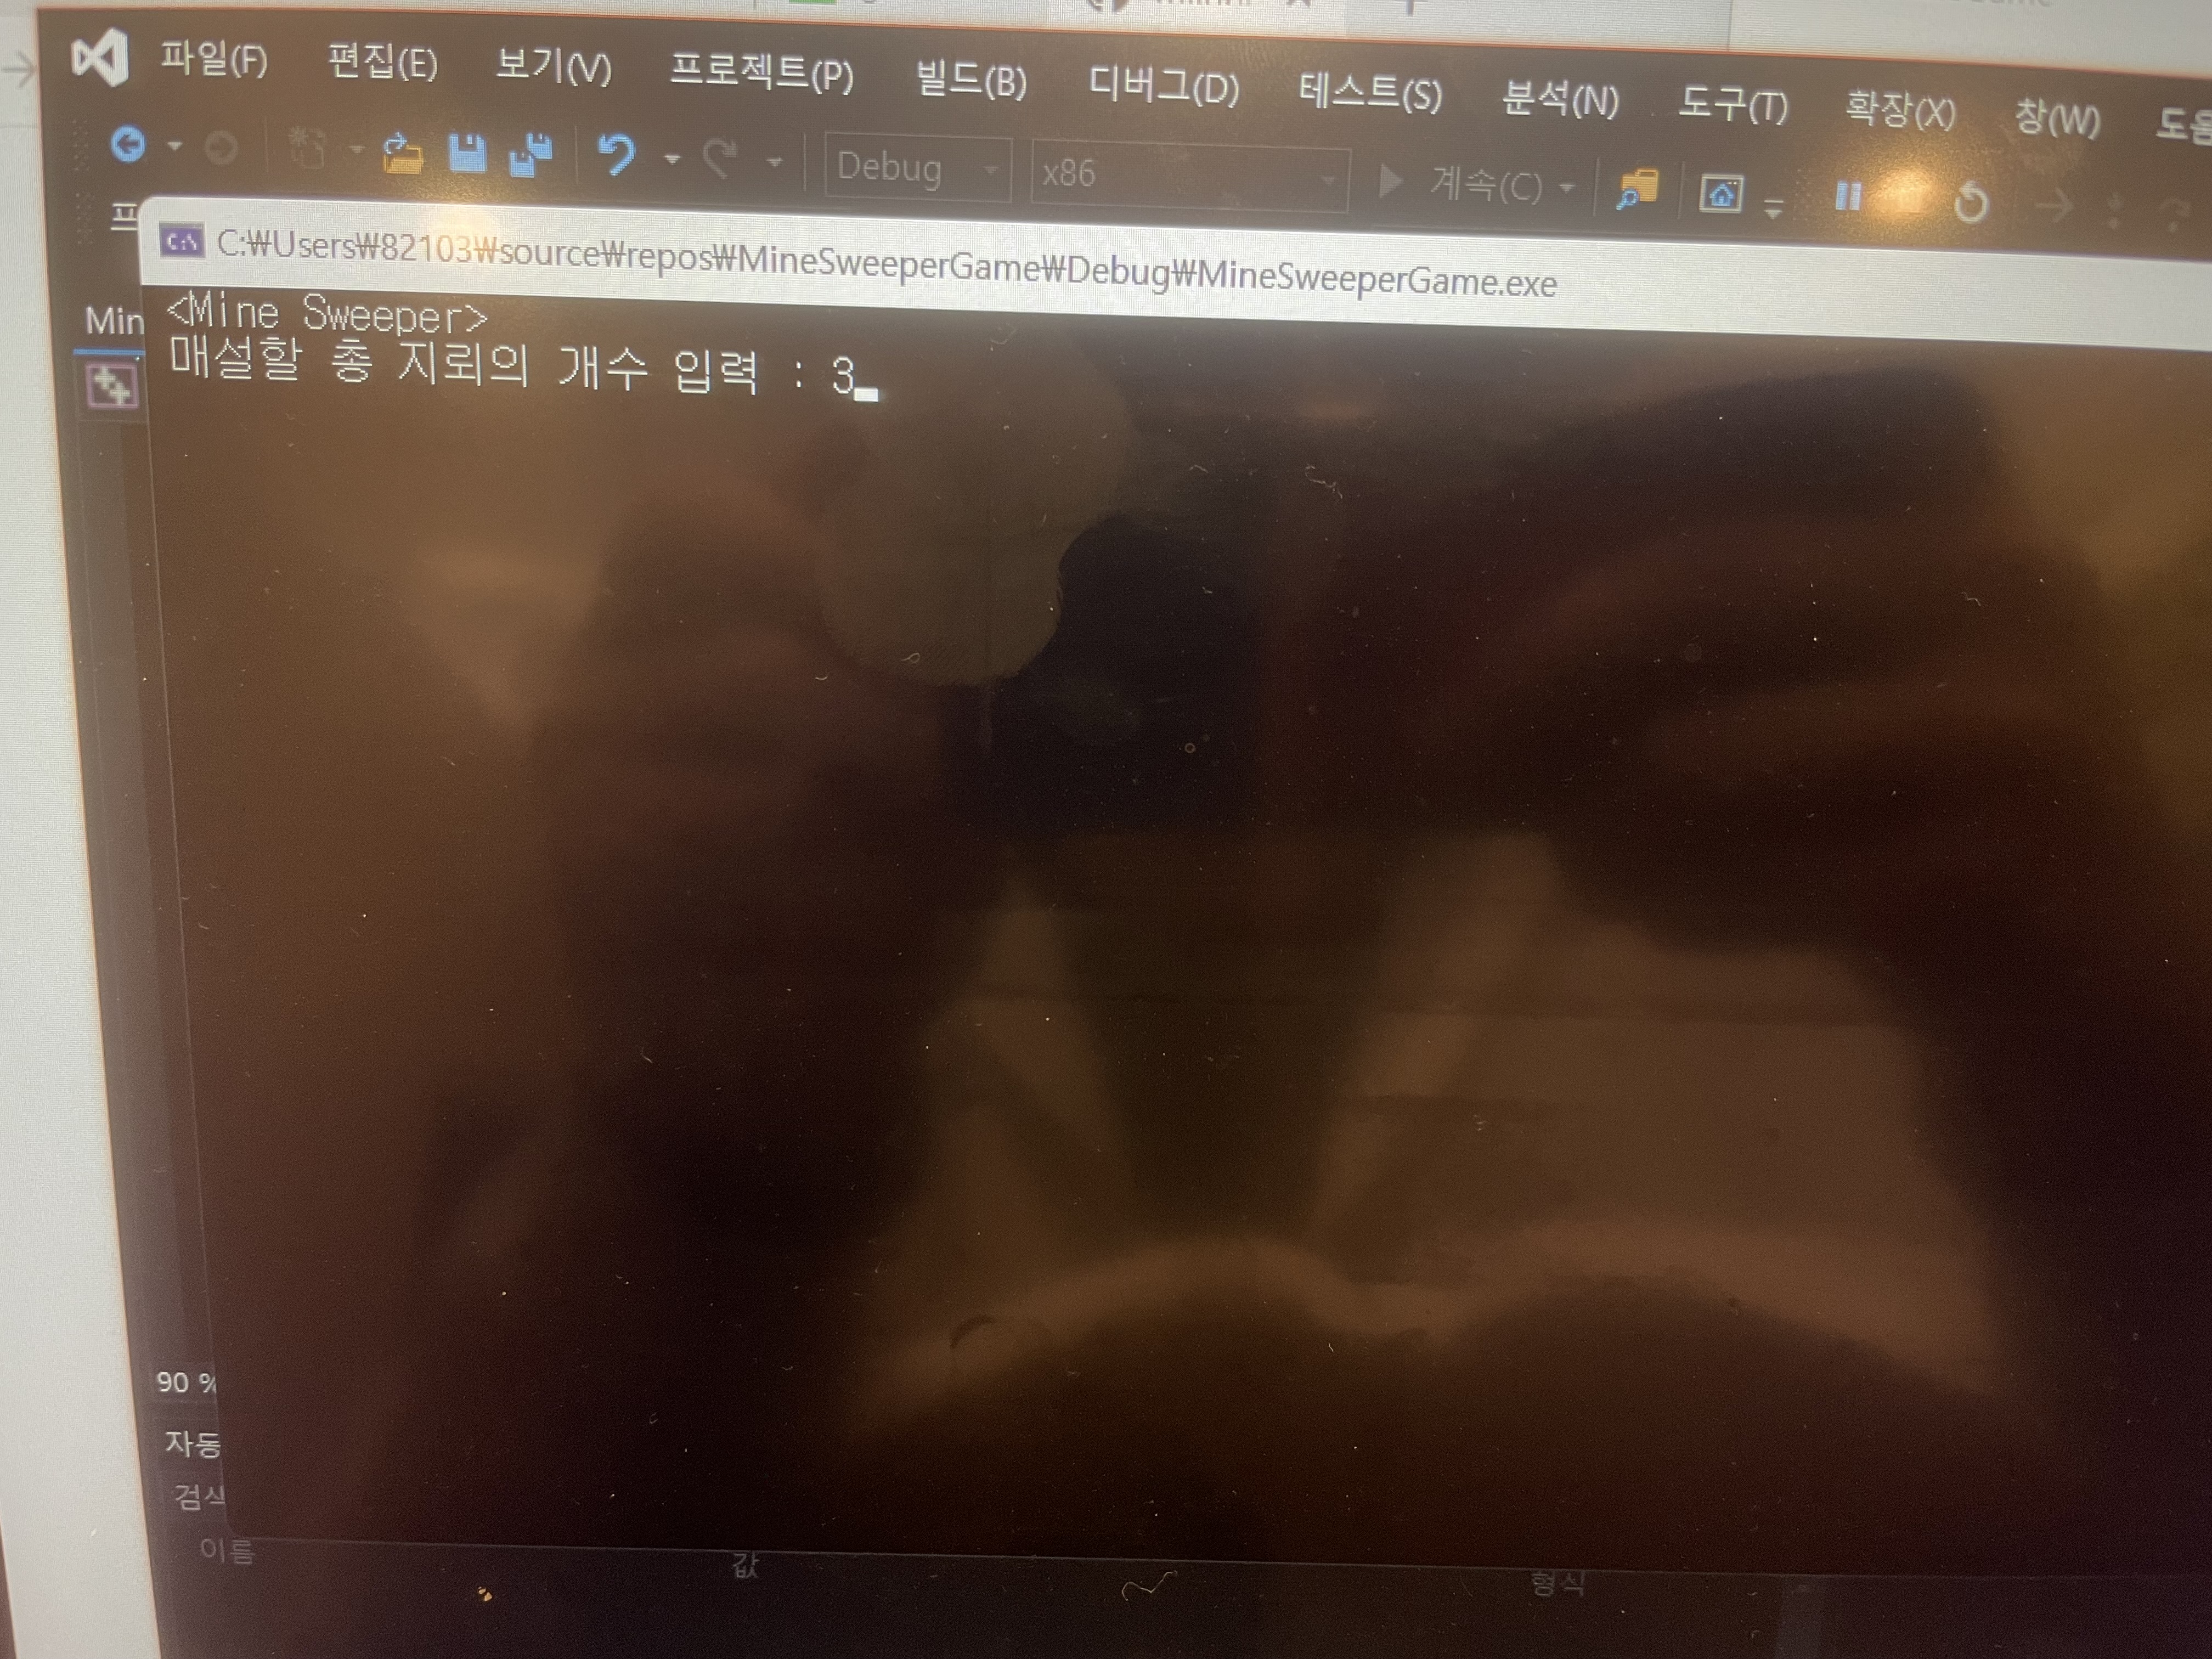 파일(F) 편집(E) 보기(V) 프로젝트(P) 빌드(B) 디버그(D) 테스트(S) 분석(N) 도구(T) 확장(X) 창(W)
Debug x86 계속(C)
C:\Users\82103\source\repos\MineSweeperGame\Debug\MineSweeperGame.exe
Min
<Mine Sweeper>
매설할 총 지뢰의 개수 입력 : 3
90 %
자동
이름 값 형식